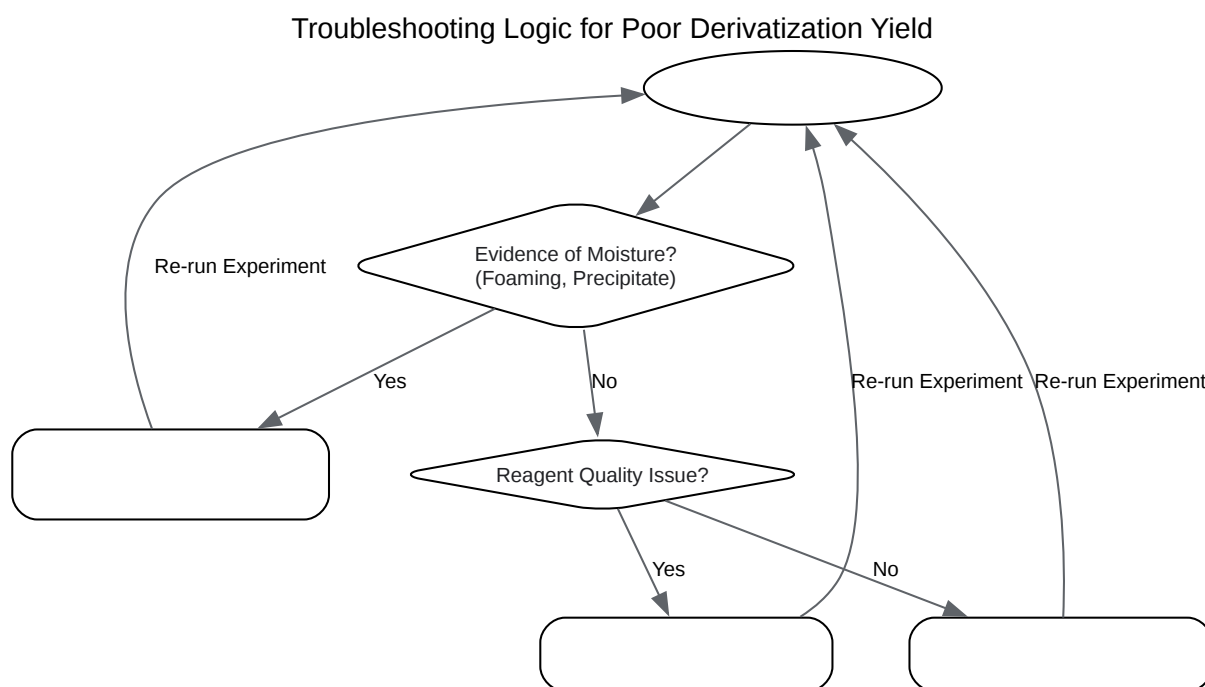 Troubleshooting Logic for Poor Derivatization Yield
Evidence of Moisture?
(Foaming, Precipitate)
Re-run Experiment
Yes
No
Re-run Experiment
Re-run Experiment
Reagent Quality Issue?
Yes
No